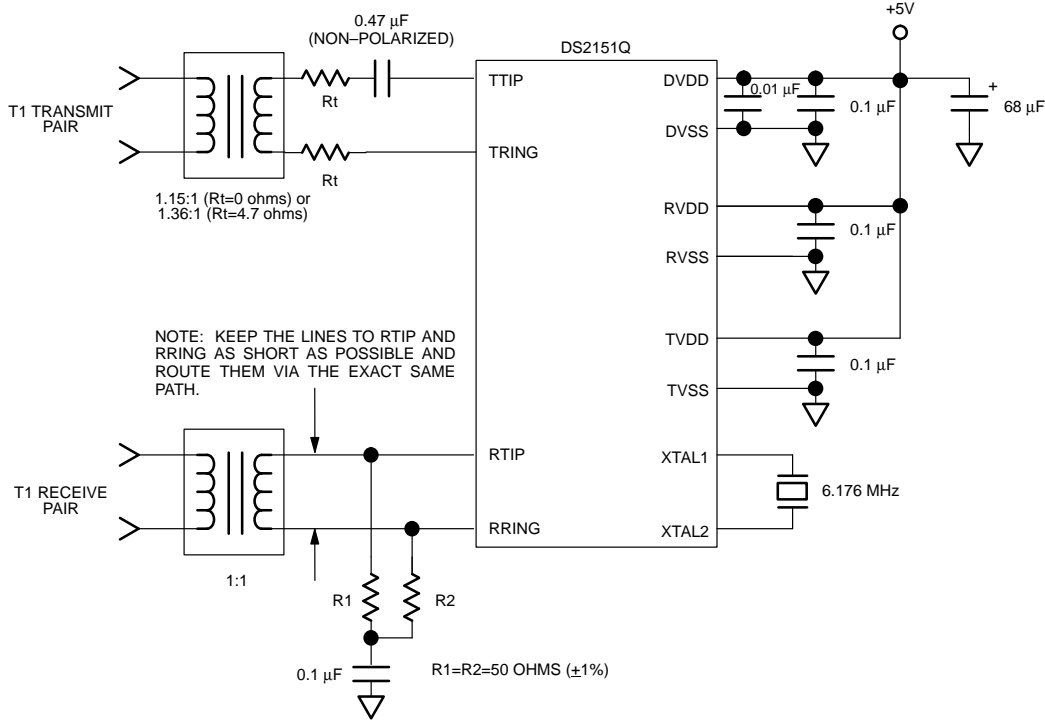 +5V
0.47 µF
(NON–POLARIZED)
DS2151Q
TTIP
DVDD
0.01 µF
0.1 µF
+
68 µF
Rt
T1 TRANSMIT
PAIR
DVSS
TRING
Rt
1.15:1 (Rt=0 ohms) or
1.36:1 (Rt=4.7 ohms)
RVDD
0.1 µF
RVSS
NOTE: KEEP THE LINES TO RTIP AND
RRING AS SHORT AS POSSIBLE AND
ROUTE THEM VIA THE EXACT SAME
PATH.
TVDD
0.1 µF
TVSS
RTIP
XTAL1
T1 RECEIVE
PAIR
6.176 MHz
RRING
XTAL2
1:1
R1
R2
0.1 µF
R1=R2=50 OHMS (±1%)